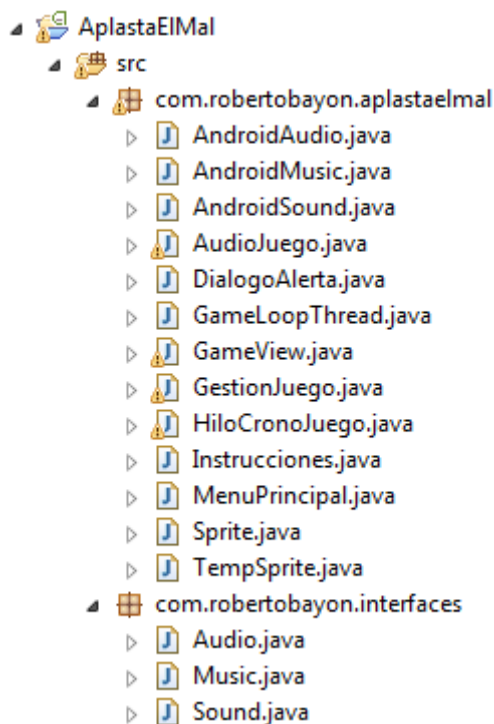 AplastaElMal
src
com.robertobayon.aplastaelmal
AndroidAudio.java
AndroidMusic.java
AndroidSound.java
AudioJuego.java
DialogoAlerta.java
GameLoopThread.java
GameView.java
GestionJuego.java
HiloCronoJuego.java
Instrucciones.java
MenuPrincipal.java
Sprite.java
TempSprite.java
com.robertobayon.interfaces
Audio.java
Music.java
Sound.java